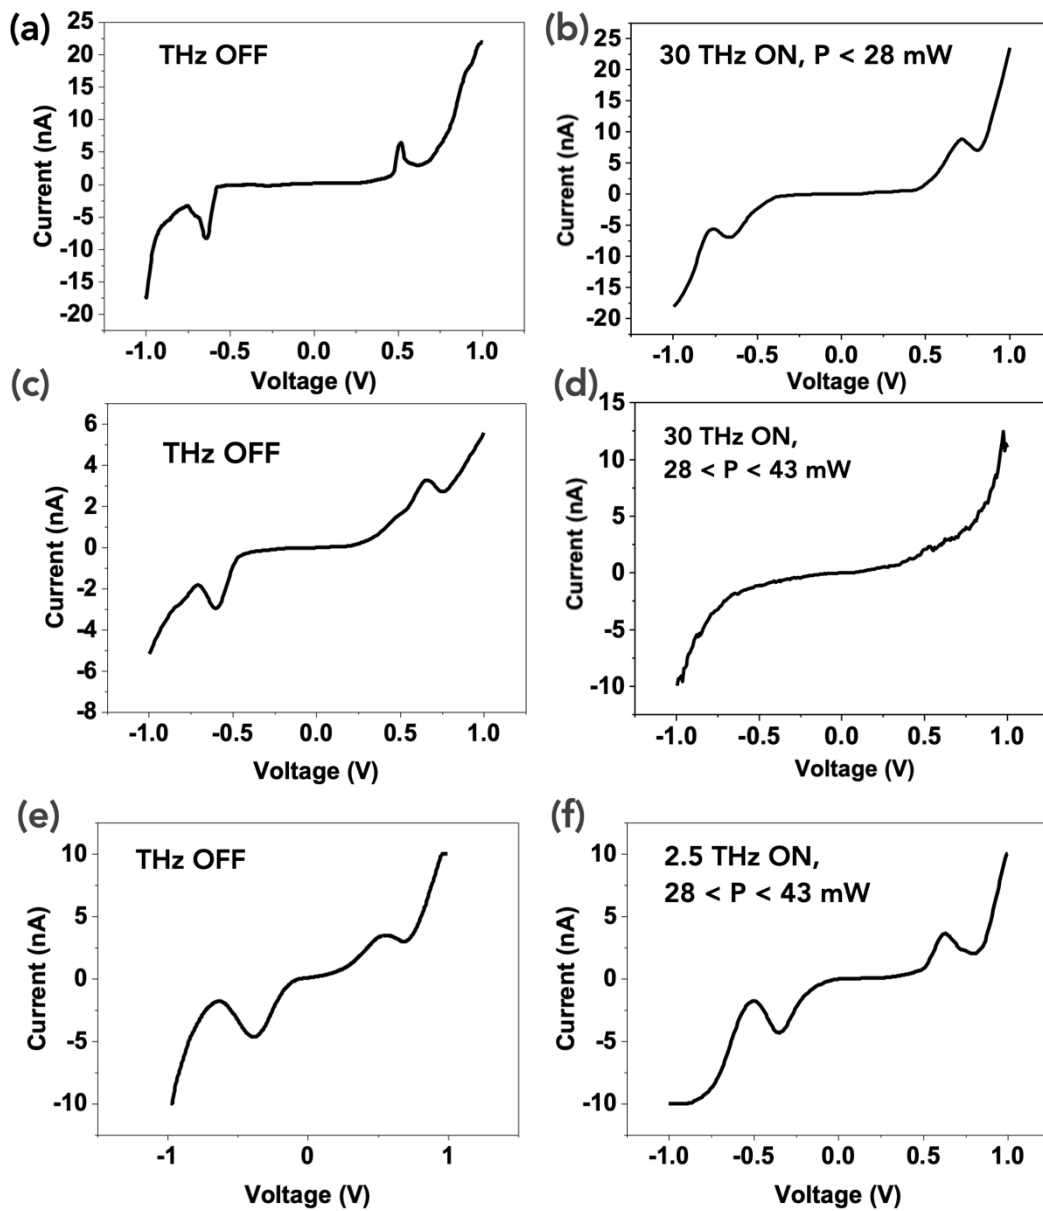 (a)
THz OFF
25
20
15
10
5
0
-5
-10
-15
-20
Current (nA)
-1.0 -0.5 0.0 0.5 1.0
Voltage (V)
(b)
30 THz ON, P < 28 mW
25
20
15
10
5
0
-5
-10
-15
-20
Current (nA)
-1.0 -0.5 0.0 0.5 1.0
Voltage (V)
(c)
THz OFF
6
4
2
0
-2
-4
-6
-8
Current (nA)
-1.0 -0.5 0.0 0.5 1.0
Voltage (V)
(d)
30 THz ON,
28 < P < 43 mW
15
10
5
0
-5
-10
Current (nA)
-1.0 -0.5 0.0 0.5 1.0
Voltage (V)
(e)
THz OFF
10
5
0
-5
-10
Current (nA)
-1 0 1
Voltage (V)
(f)
2.5 THz ON,
28 < P < 43 mW
10
5
0
-5
-10
Current (nA)
-1.0 -0.5 0.0 0.5 1.0
Voltage (V)